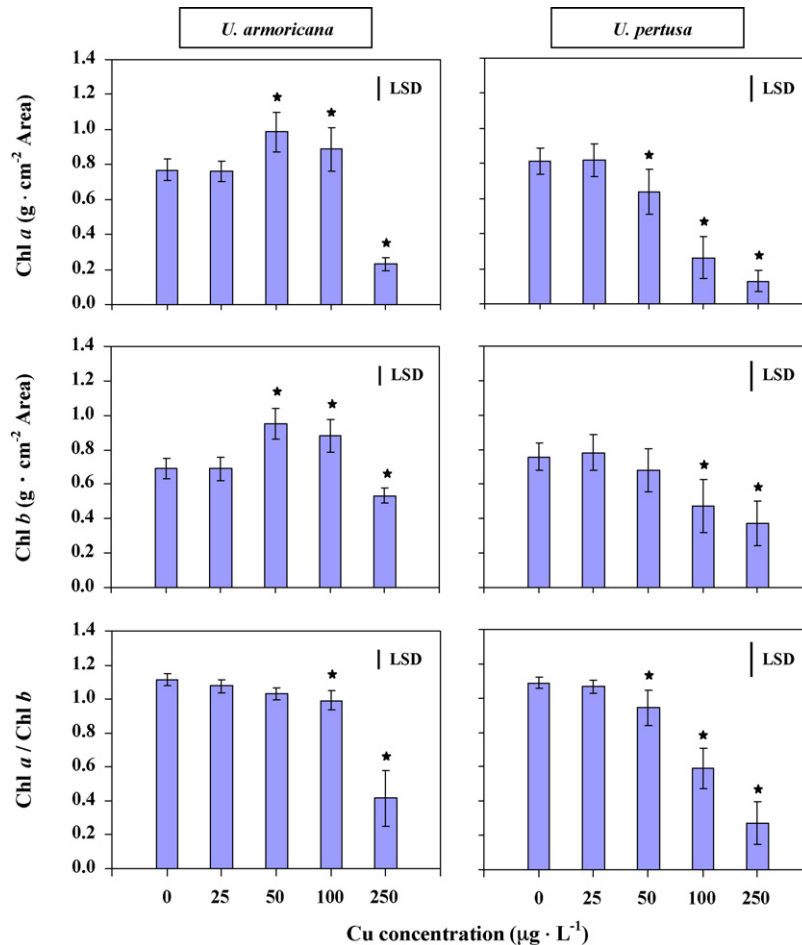 U. armoricana
U. pertusa
Chl a (g · cm⁻² Area)
1.4
1.2
1.0
0.8
0.6
0.4
0.2
0.0
LSD
LSD
Chl b (g · cm⁻² Area)
1.4
1.2
1.0
0.8
0.6
0.4
0.2
0.0
LSD
LSD
Chl a / Chl b
1.4
1.2
1.0
0.8
0.6
0.4
0.2
0.0
LSD
LSD
0 25 50 100 250
0 25 50 100 250
Cu concentration (μg · L⁻¹)